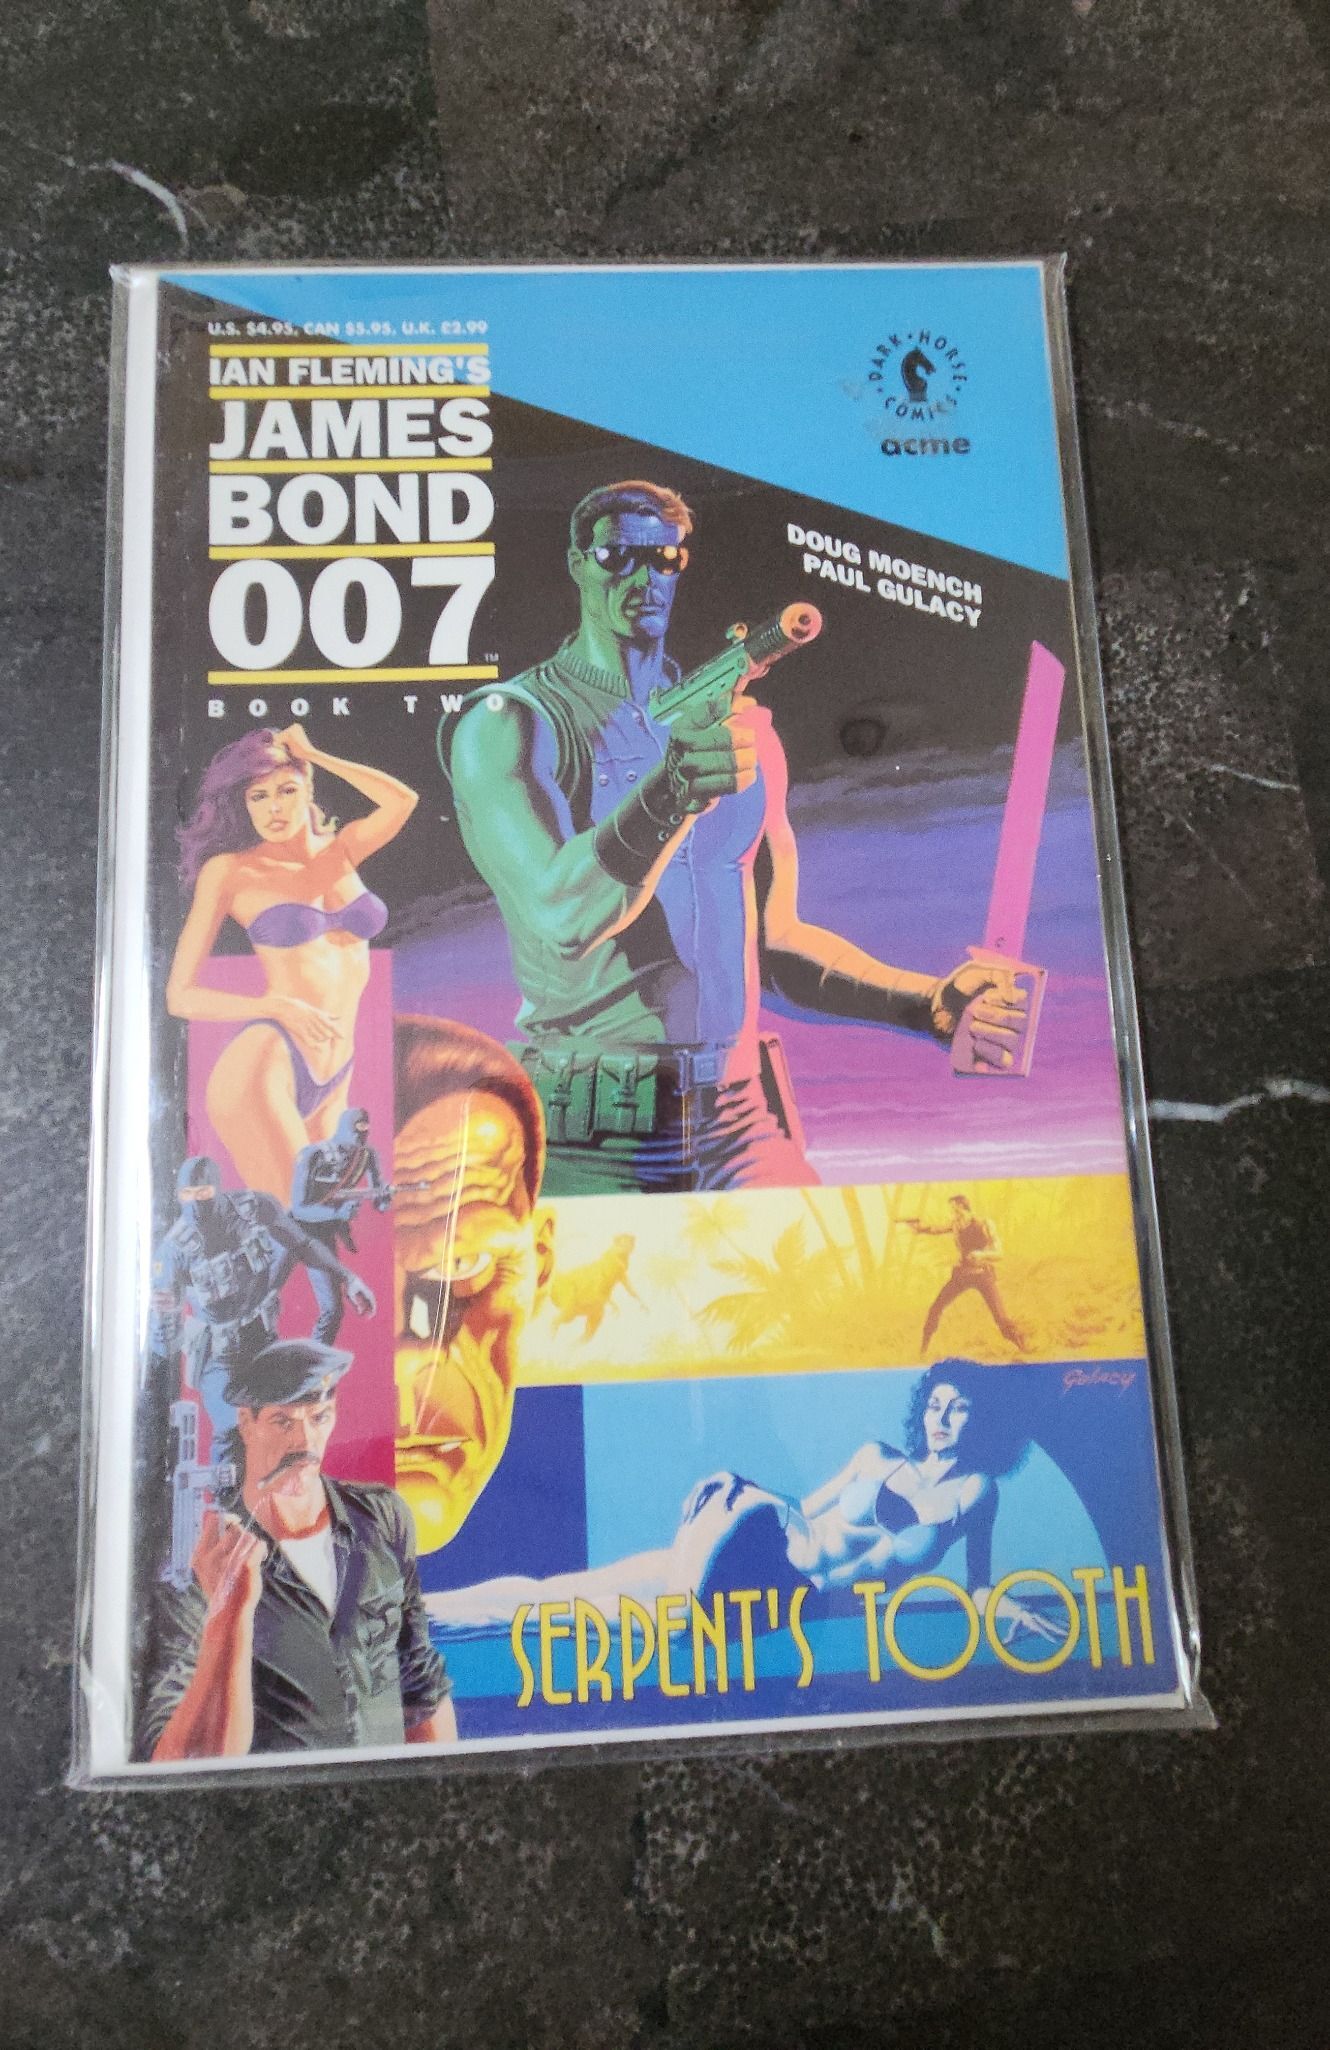 U.S. $4.95, CAN $5.95, U.K. £2.99
IAN FLEMING'S
JAMES
BOND
007
TM
BOOK TWO
DARK • HORSE
COMICS
acme
DOUG MOENCH
PAUL GULACY
Gulacy
SERPENT'S TOOTH